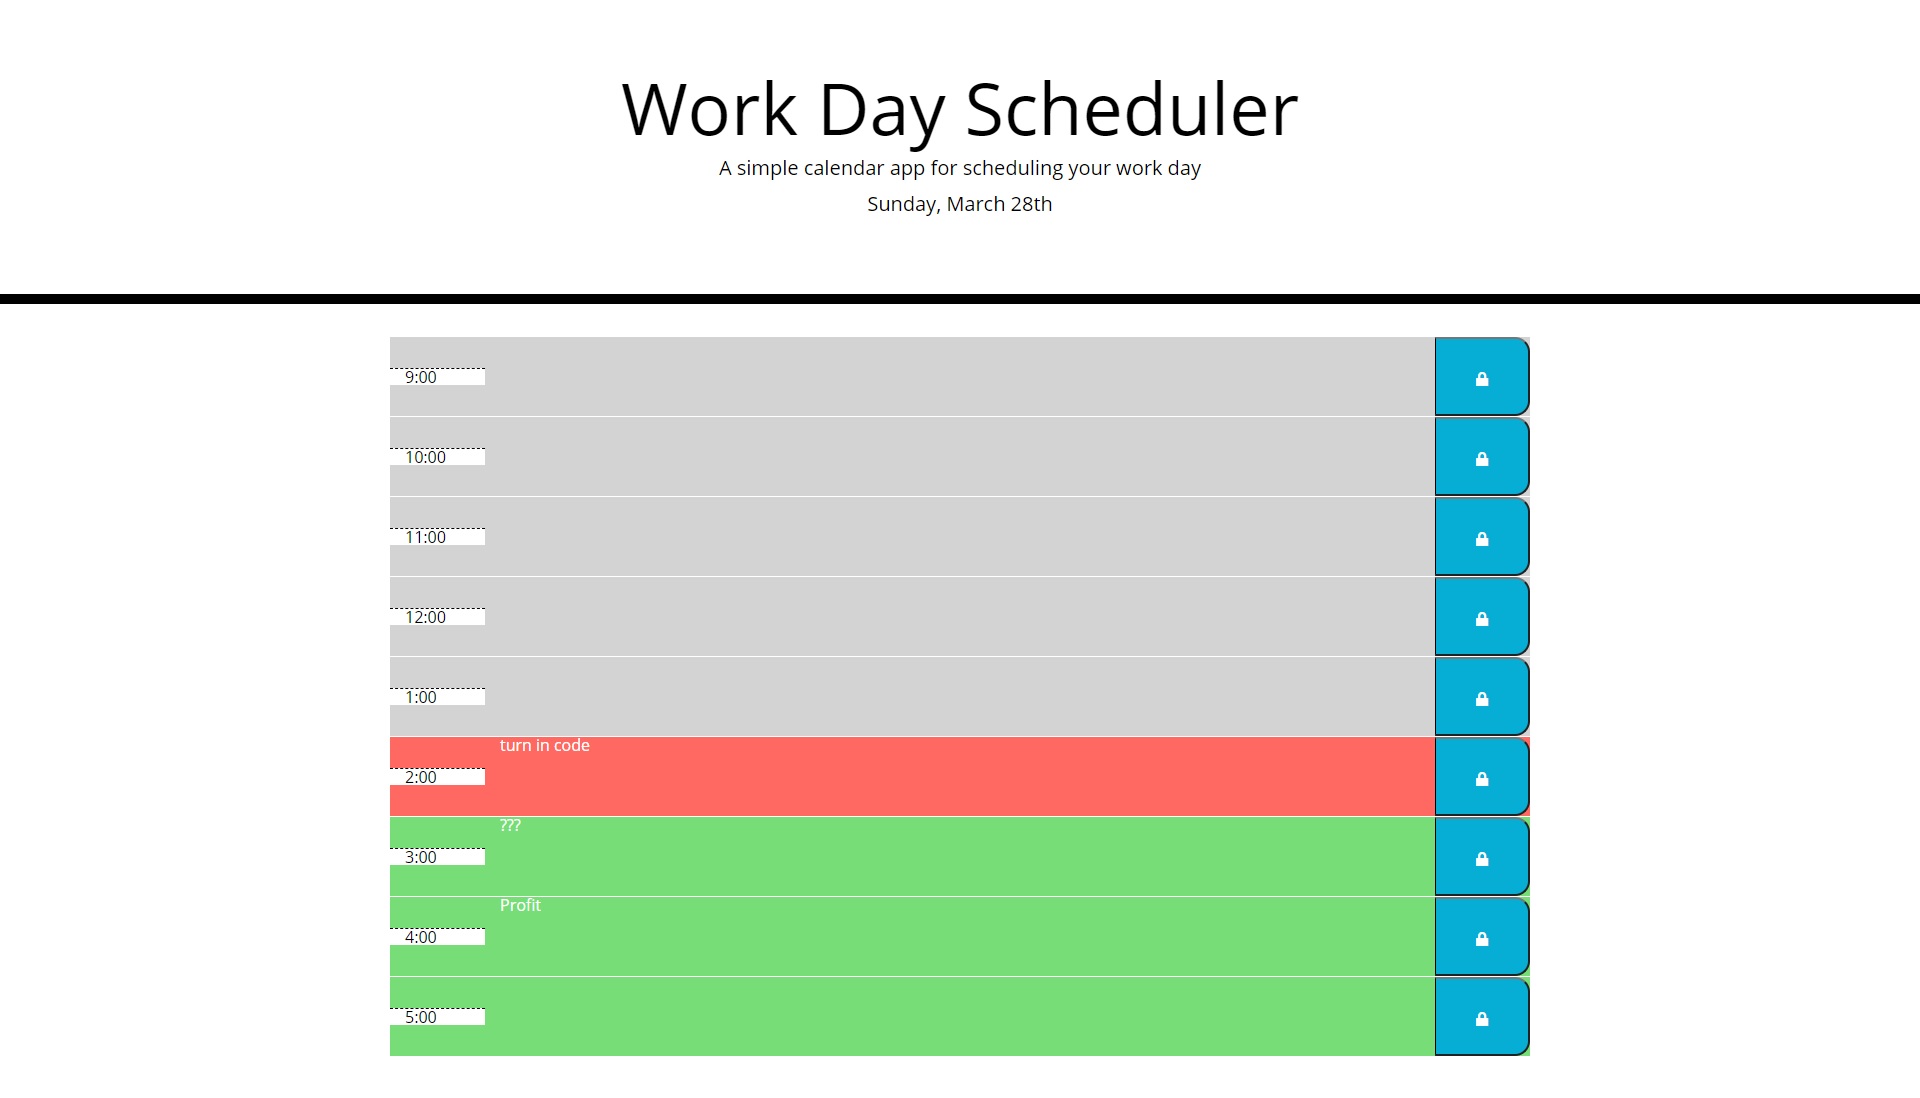 Work Day Scheduler
A simple calendar app for scheduling your work day
Sunday, March 28th
9:00
10:00
11:00
12:00
1:00
turn in code
2:00
???
3:00
Profit
4:00
5:00